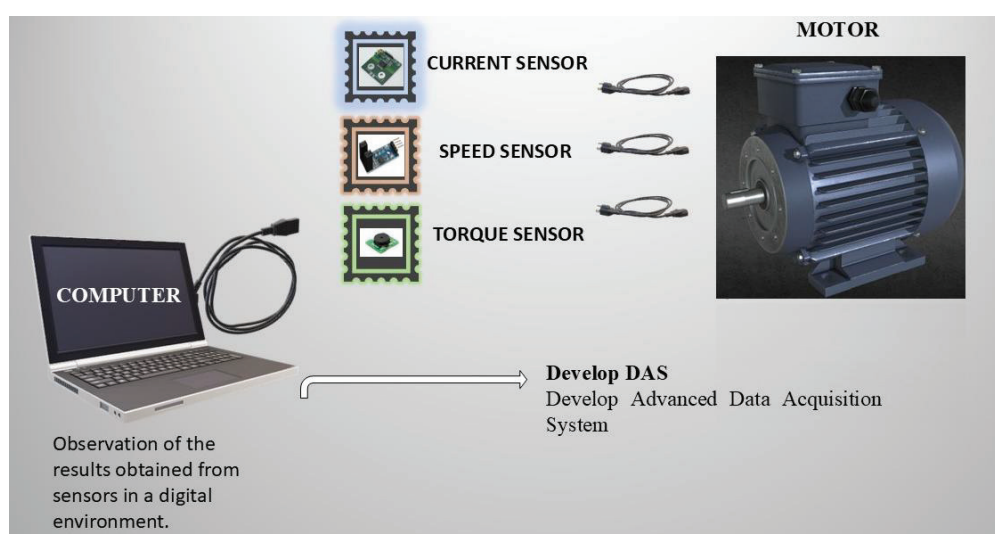 MOTOR
CURRENT SENSOR
SPEED SENSOR
TORQUE SENSOR
COMPUTER
Develop DAS
Develop Advanced Data Acquisition
System
Observation of the
results obtained from
sensors in a digital
environment.